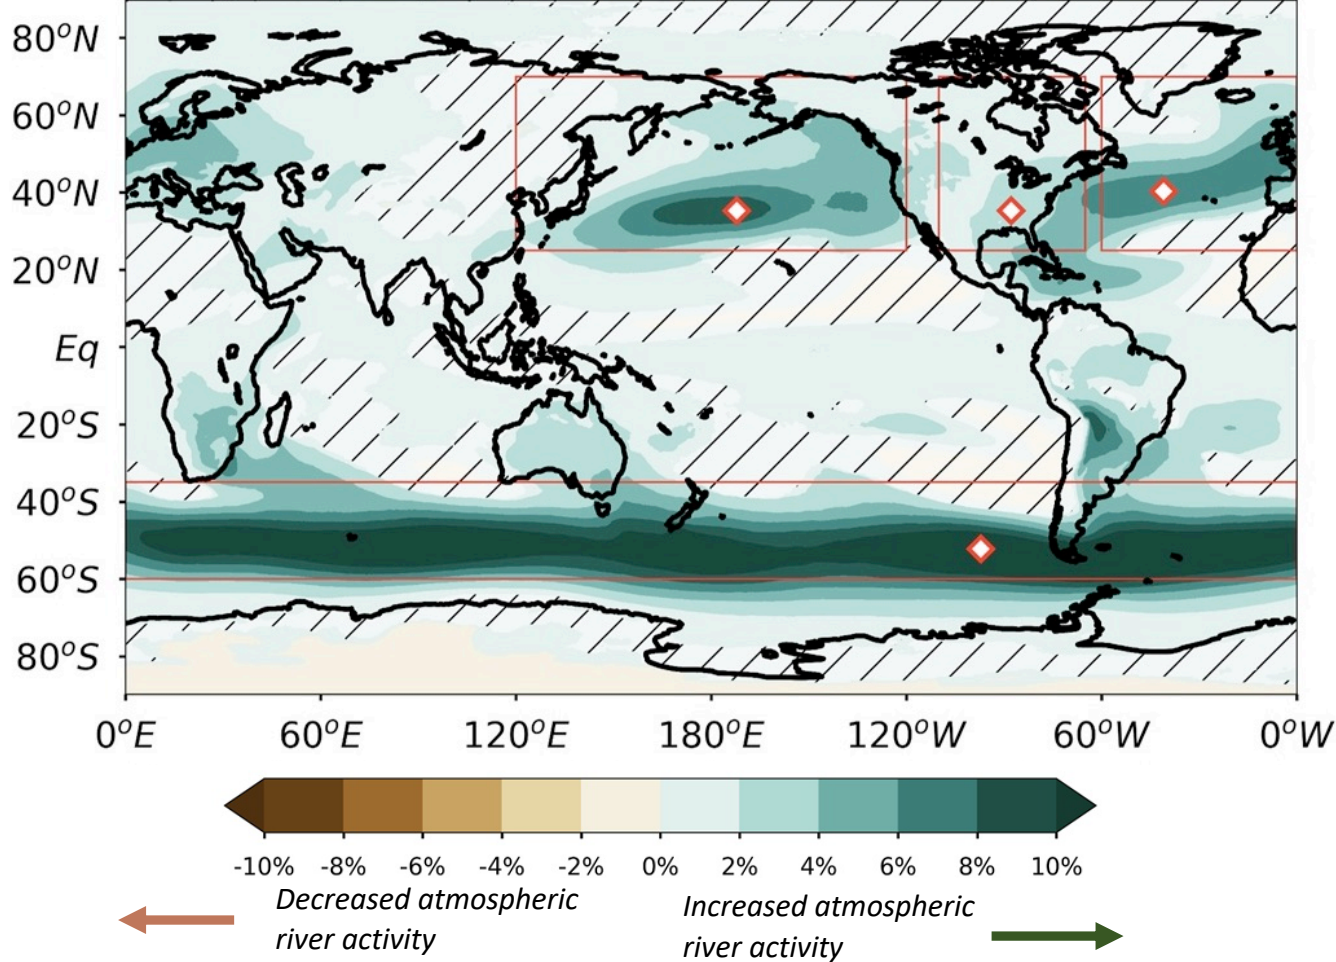 80°N
60°N
40°N
20°N
Eq
20°S
40°S
60°S
80°S
0°E 60°E 120°E 180°E 120°W 60°W 0°W
-10% -8% -6% -4% -2% 0% 2% 4% 6% 8% 10%
Decreased atmospheric
river activity
Increased atmospheric
river activity